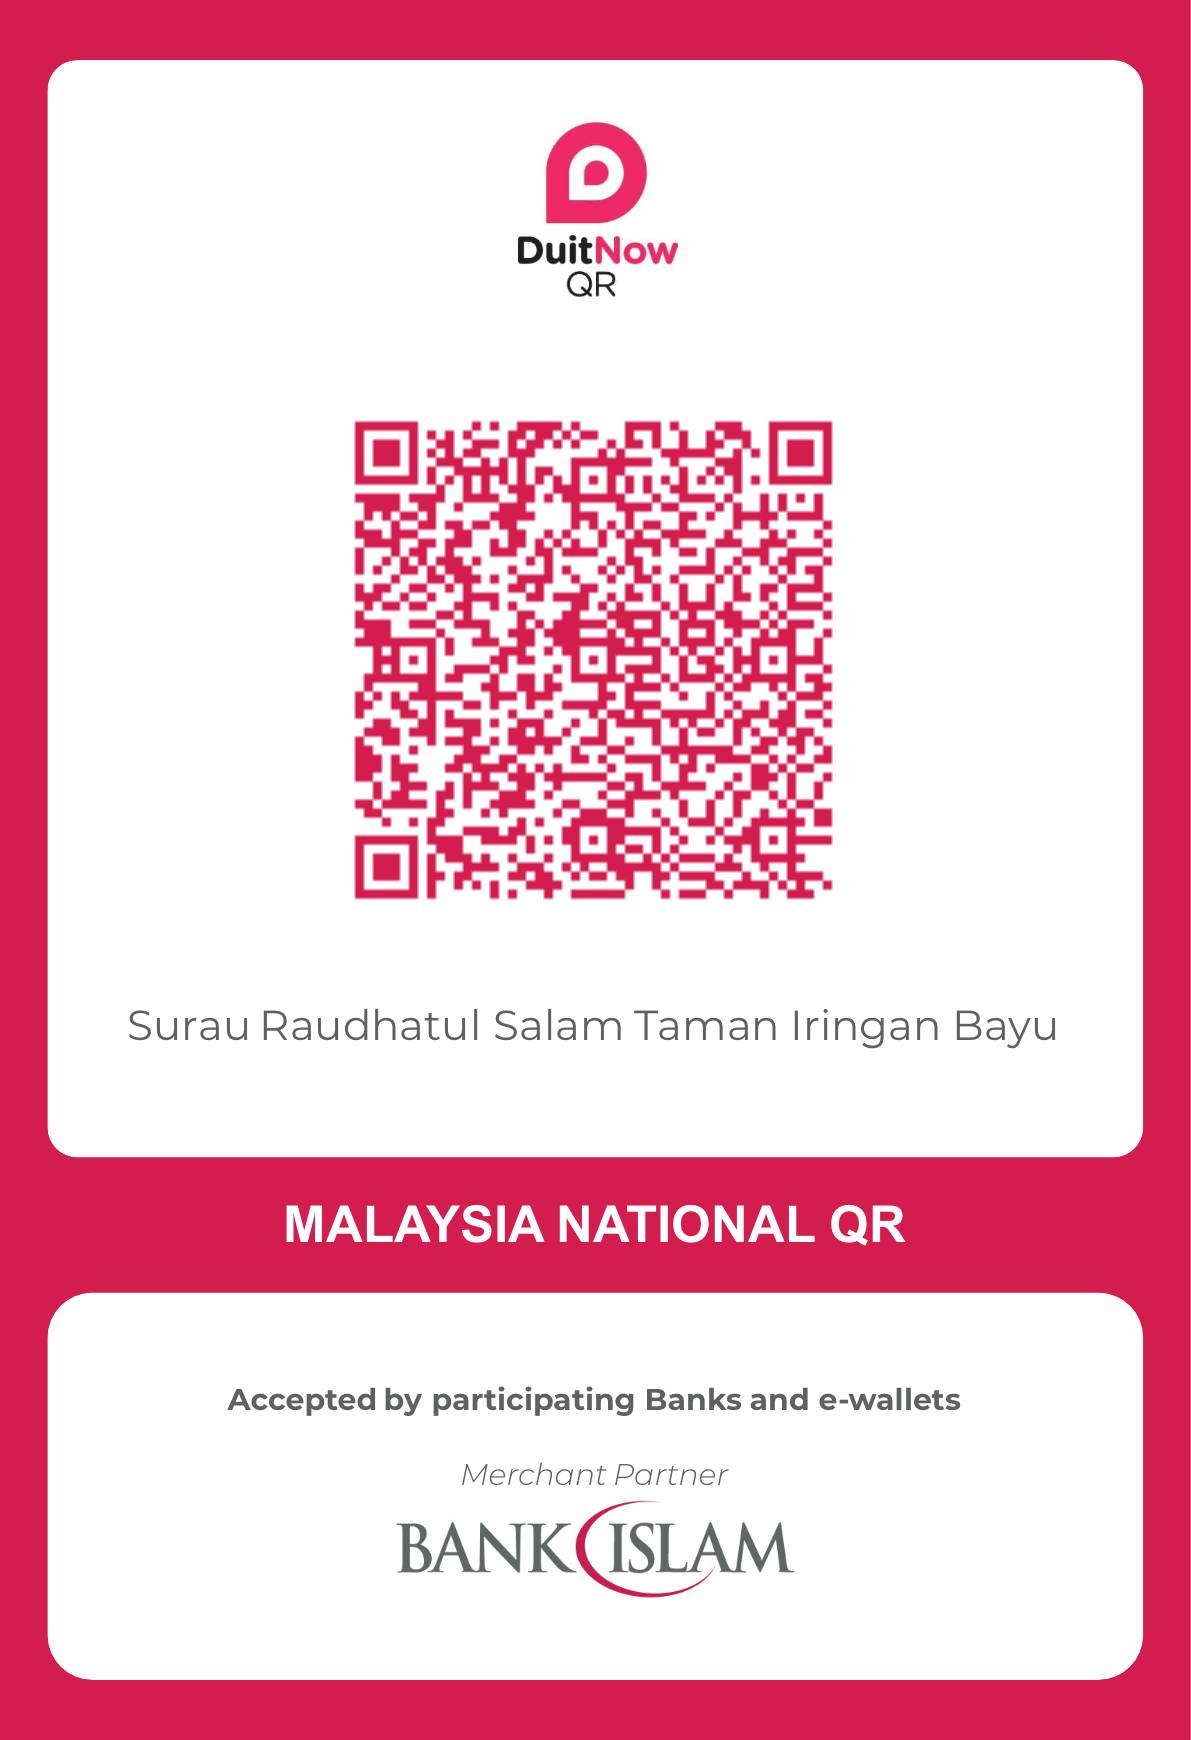 DuitNow
QR
Surau Raudhatul Salam Taman Iringan Bayu
MALAYSIA NATIONAL QR
Accepted by participating Banks and e-wallets
Merchant Partner
BANK ISLAM